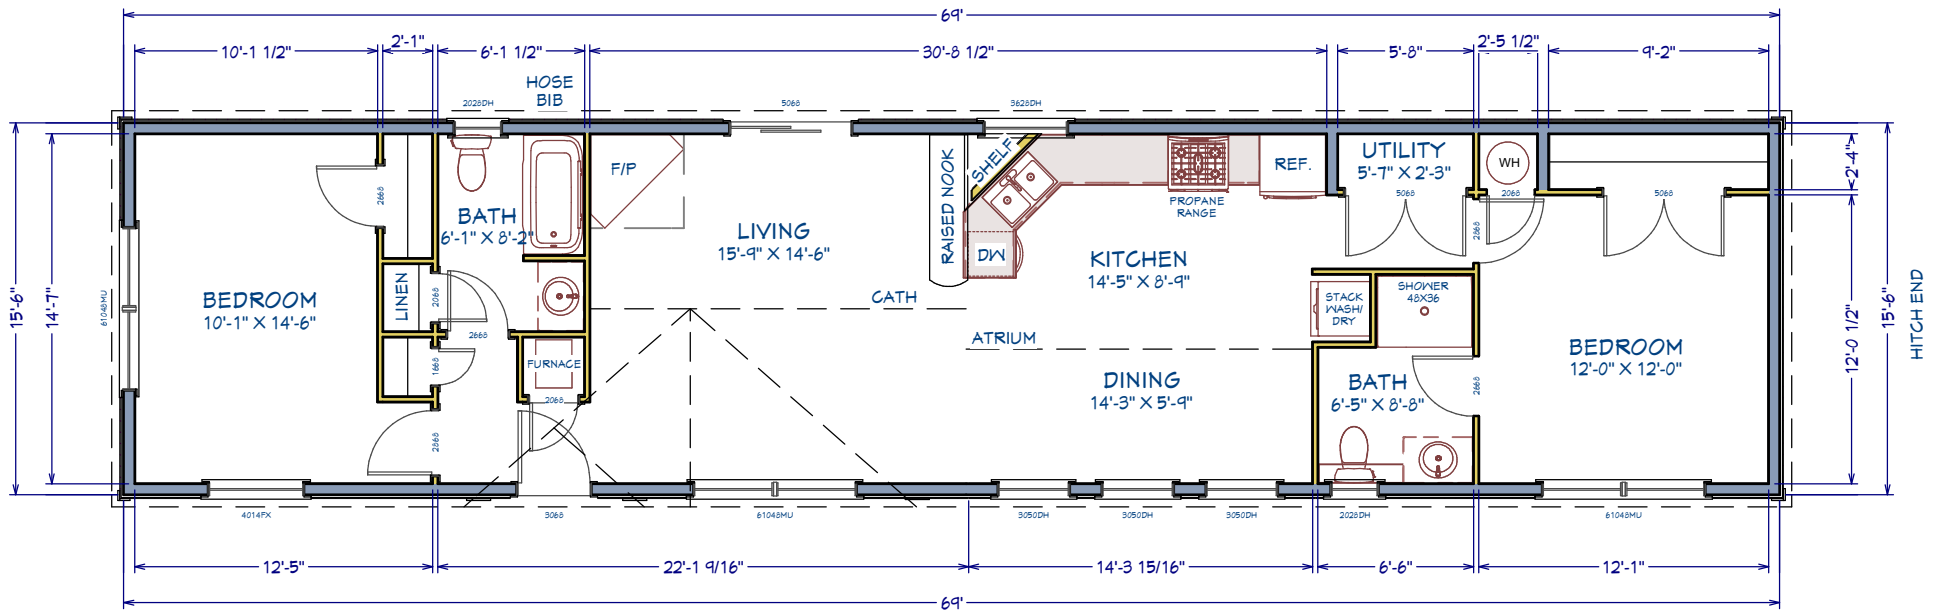 69'
10'-1 1/2"
2'-1"
6'-1 1/2"
30'-8 1/2"
5'-8"
2'-5 1/2"
9'-2"
HOSE
BIB
2028DH
5068
3628DH
15'-6"
14'-7"
61048MU
BEDROOM
10'-1" X 14'-6"
2668
LINEN
2068
1668
2868
BATH
6'-1" X 8'-2"
2668
F/P
FURNACE
2068
LIVING
15'-9" X 14'-6"
CATH
ATRIUM
RAISED NOOK
SHELF
DW
PROPANE
RANGE
REF.
KITCHEN
14'-5" X 8'-9"
DINING
14'-3" X 5'-9"
UTILITY
5'-7" X 2'-3"
5068
WH
2068
2868
5068
STACK
WASH/
DRY
SHOWER
48X36
BATH
6'-5" X 8'-8"
2668
BEDROOM
12'-0" X 12'-0"
2'-4"
12'-0 1/2"
15'-6"
HITCH END
4014FX
3068
61048MU
3050DH
3050DH
3050DH
2028DH
61048MU
12'-5"
22'-1 9/16"
14'-3 15/16"
6'-6"
12'-1"
69'